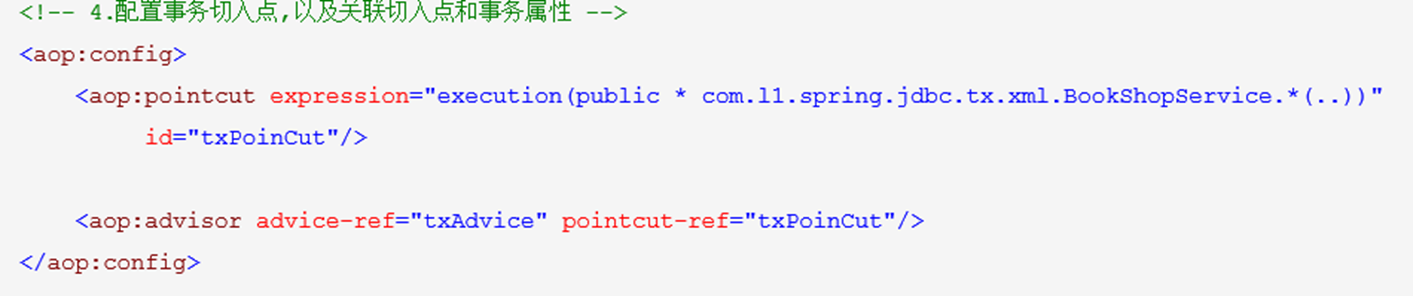 <!-- 4.配置事务切入点,以及关联切入点和事务属性 -->
<aop:config>
<aop:pointcut expression="execution(public * com.l1.spring.jdbc.tx.xml.BookShopService.*(..))"
id="txPoinCut"/>
<aop:advisor advice-ref="txAdvice" pointcut-ref="txPoinCut"/>
</aop:config>